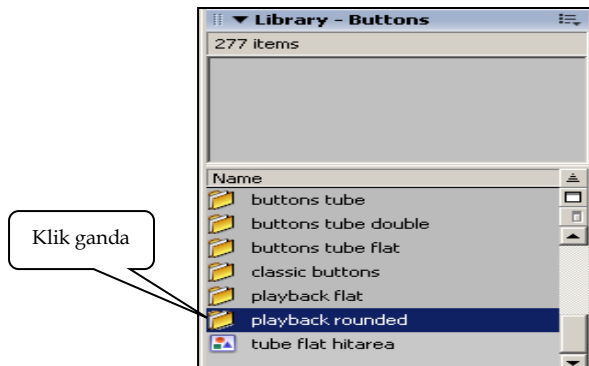 Library - Buttons
277 items
Name
buttons tube
buttons tube double
buttons tube flat
classic buttons
playback flat
playback rounded
tube flat hitarea
Klik ganda